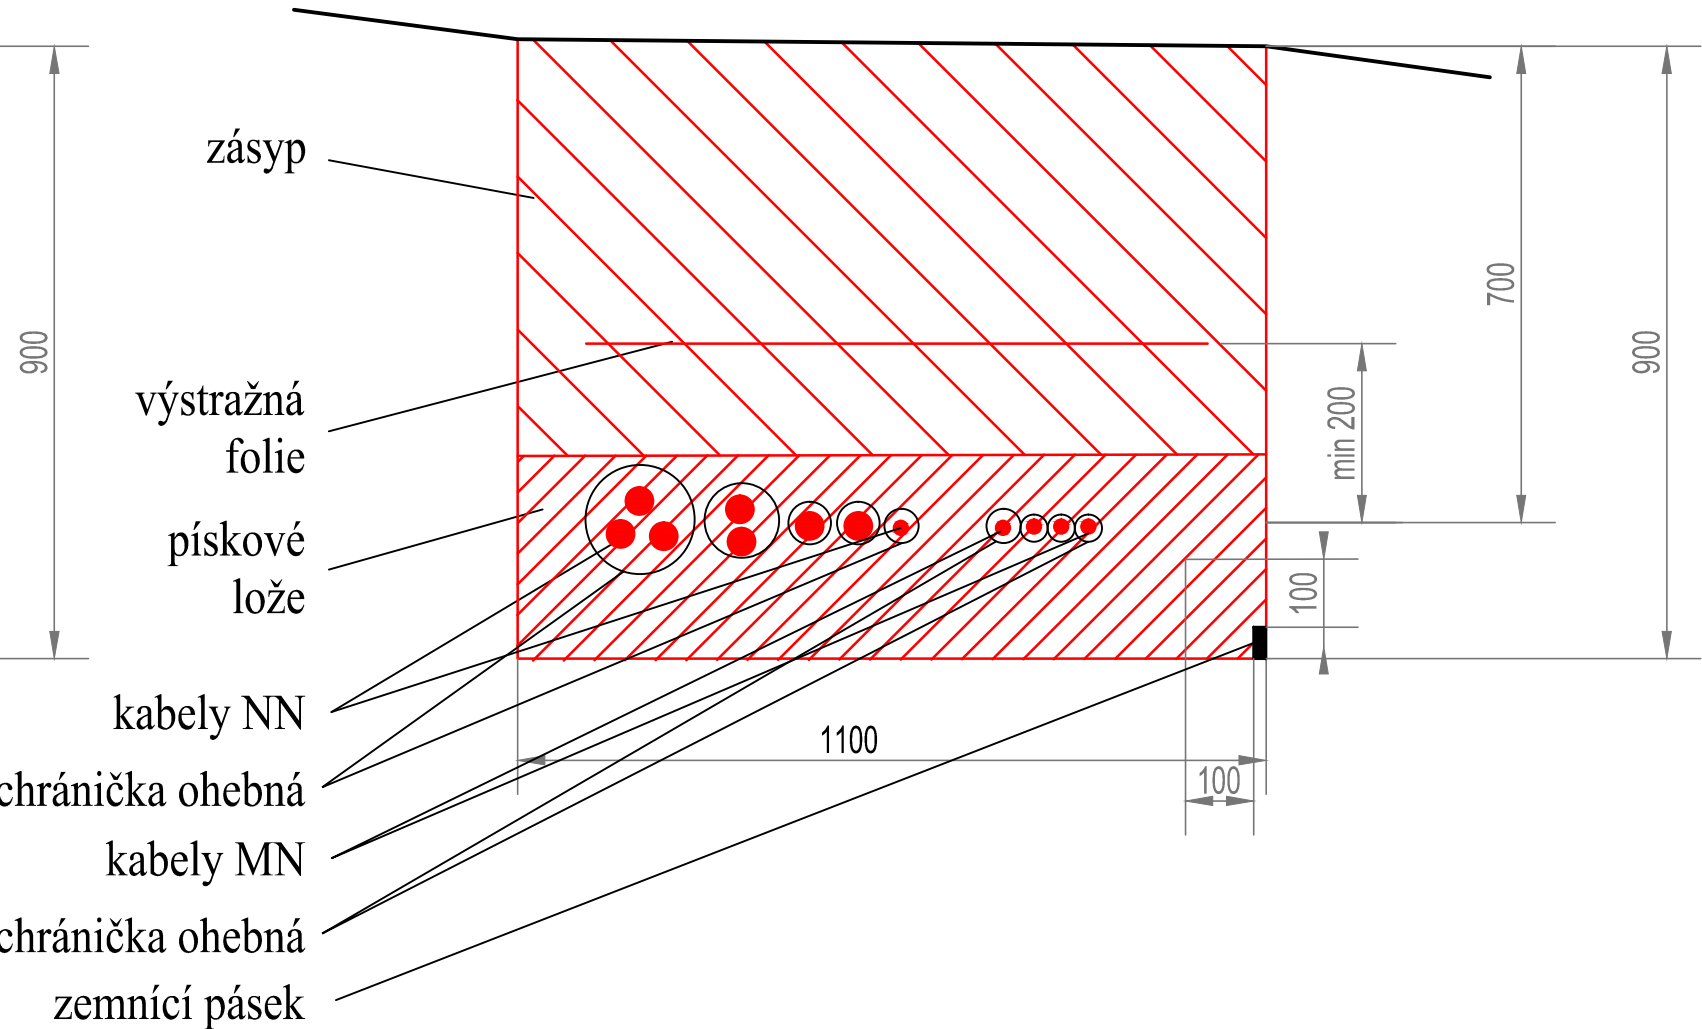 zásyp
výstražná
folie
pískové
lože
kabely NN
chránička ohebná
kabely MN
chránička ohebná
zemnící pásek
900
1100
100
100
min 200
700
900